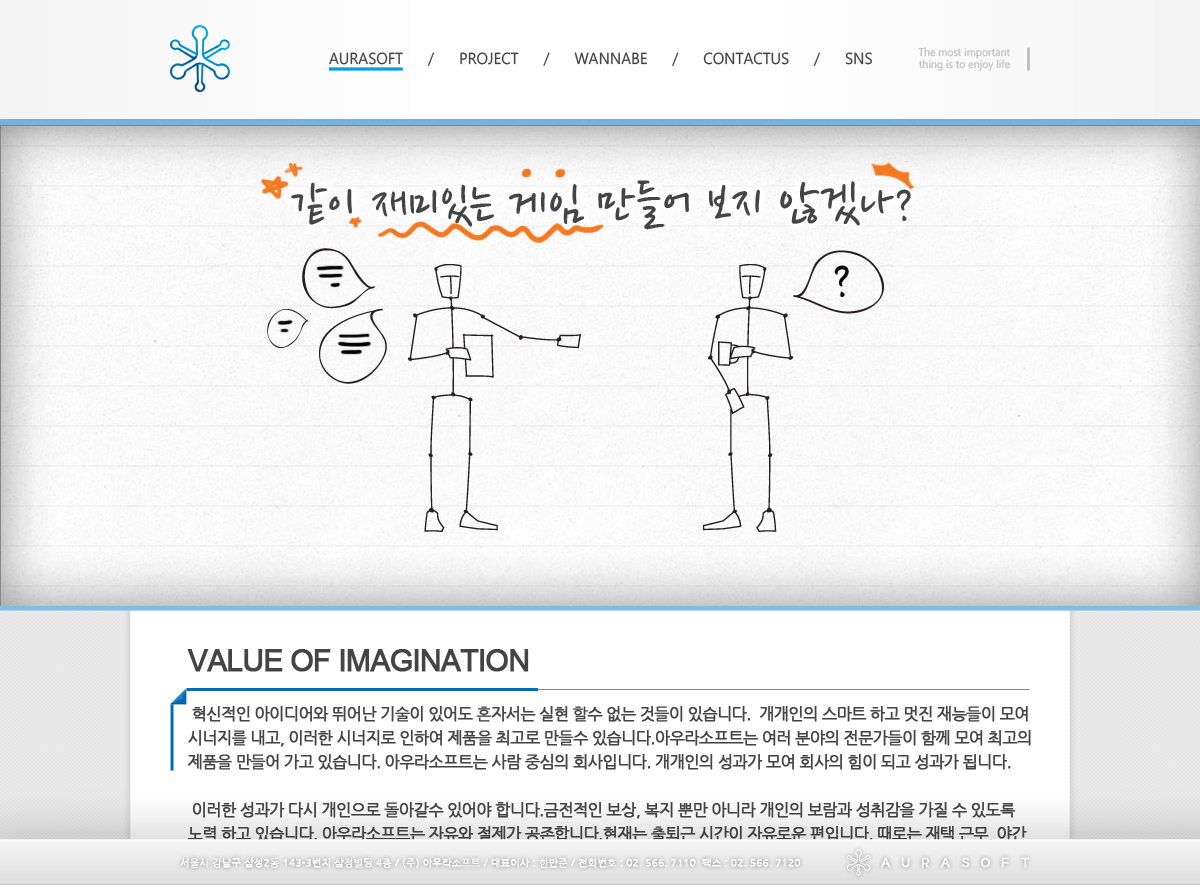 AURASOFT / PROJECT / WANNABE / CONTACTUS / SNS
The most important
thing is to enjoy life
같이 재미있는 게임 만들어 보지 않겠나?
?
VALUE OF IMAGINATION
혁신적인 아이디어와 뛰어난 기술이 있어도 혼자서는 실현 할수 없는 것들이 있습니다. 개개인의 스마트 하고 멋진 재능들이 모여
시너지를 내고, 이러한 시너지로 인하여 제품을 최고로 만들수 있습니다.아우라소프트는 여러 분야의 전문가들이 함께 모여 최고의
제품을 만들어 가고 있습니다. 아우라소프트는 사람 중심의 회사입니다. 개개인의 성과가 모여 회사의 힘이 되고 성과가 됩니다.
이러한 성과가 다시 개인으로 돌아갈수 있어야 합니다.금전적인 보상, 복지 뿐만 아니라 개인의 보람과 성취감을 가질 수 있도록
노력 하고 있습니다. 아우라소프트는 자유와 절제가 공존합니다.현재는 출퇴근 시간이 자유로운 편입니다. 때로는 재택 근무, 야간
서울시 강남구 삼성2동 143-3번지 삼정빌딩 4층 / (주) 아우라소프트 / 대표이사 : 한만준 / 전화번호 : 02. 566. 7110 팩스 : 02. 566. 7120
AURASOFT